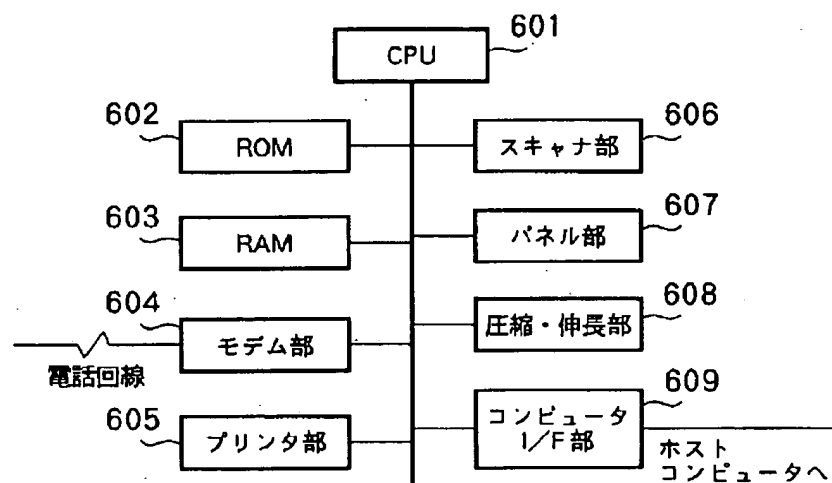 601
CPU
602
ROM
606
スキャナ部
603
RAM
607
パネル部
604
モデム部
電話回線
608
圧縮・伸長部
605
プリンタ部
609
コンピュータ
I/F部
ホスト
コンピュータへ